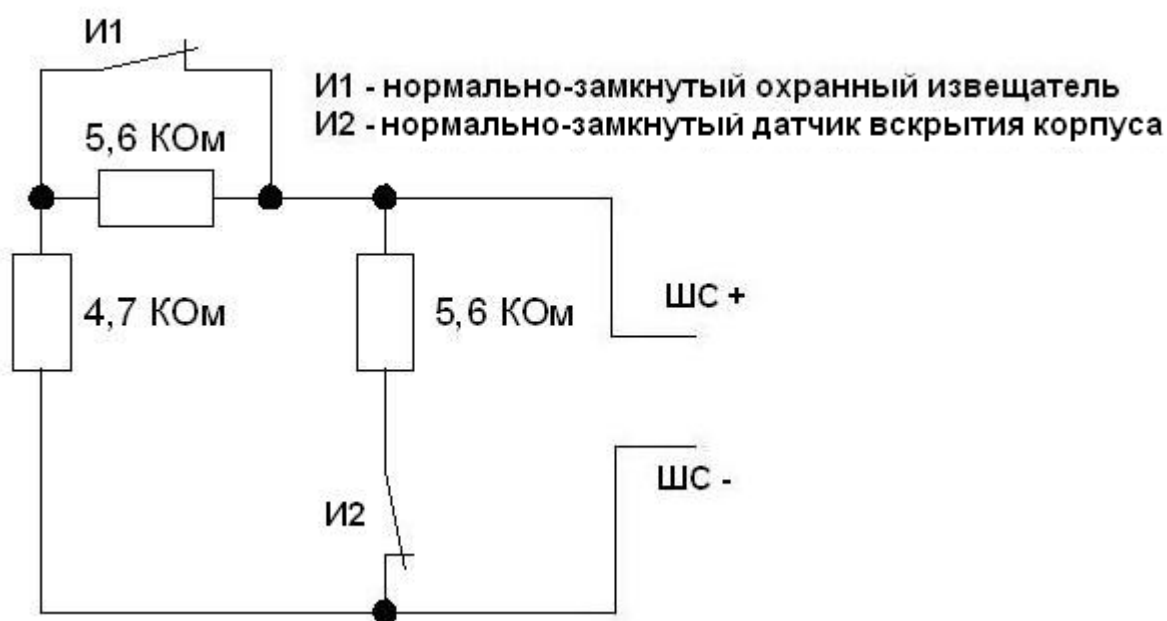 И1
И1 - нормально-замкнутый охранный извещатель
И2 - нормально-замкнутый датчик вскрытия корпуса
5,6 КОм
4,7 КОм
5,6 КОм
ШС +
ШС -
И2